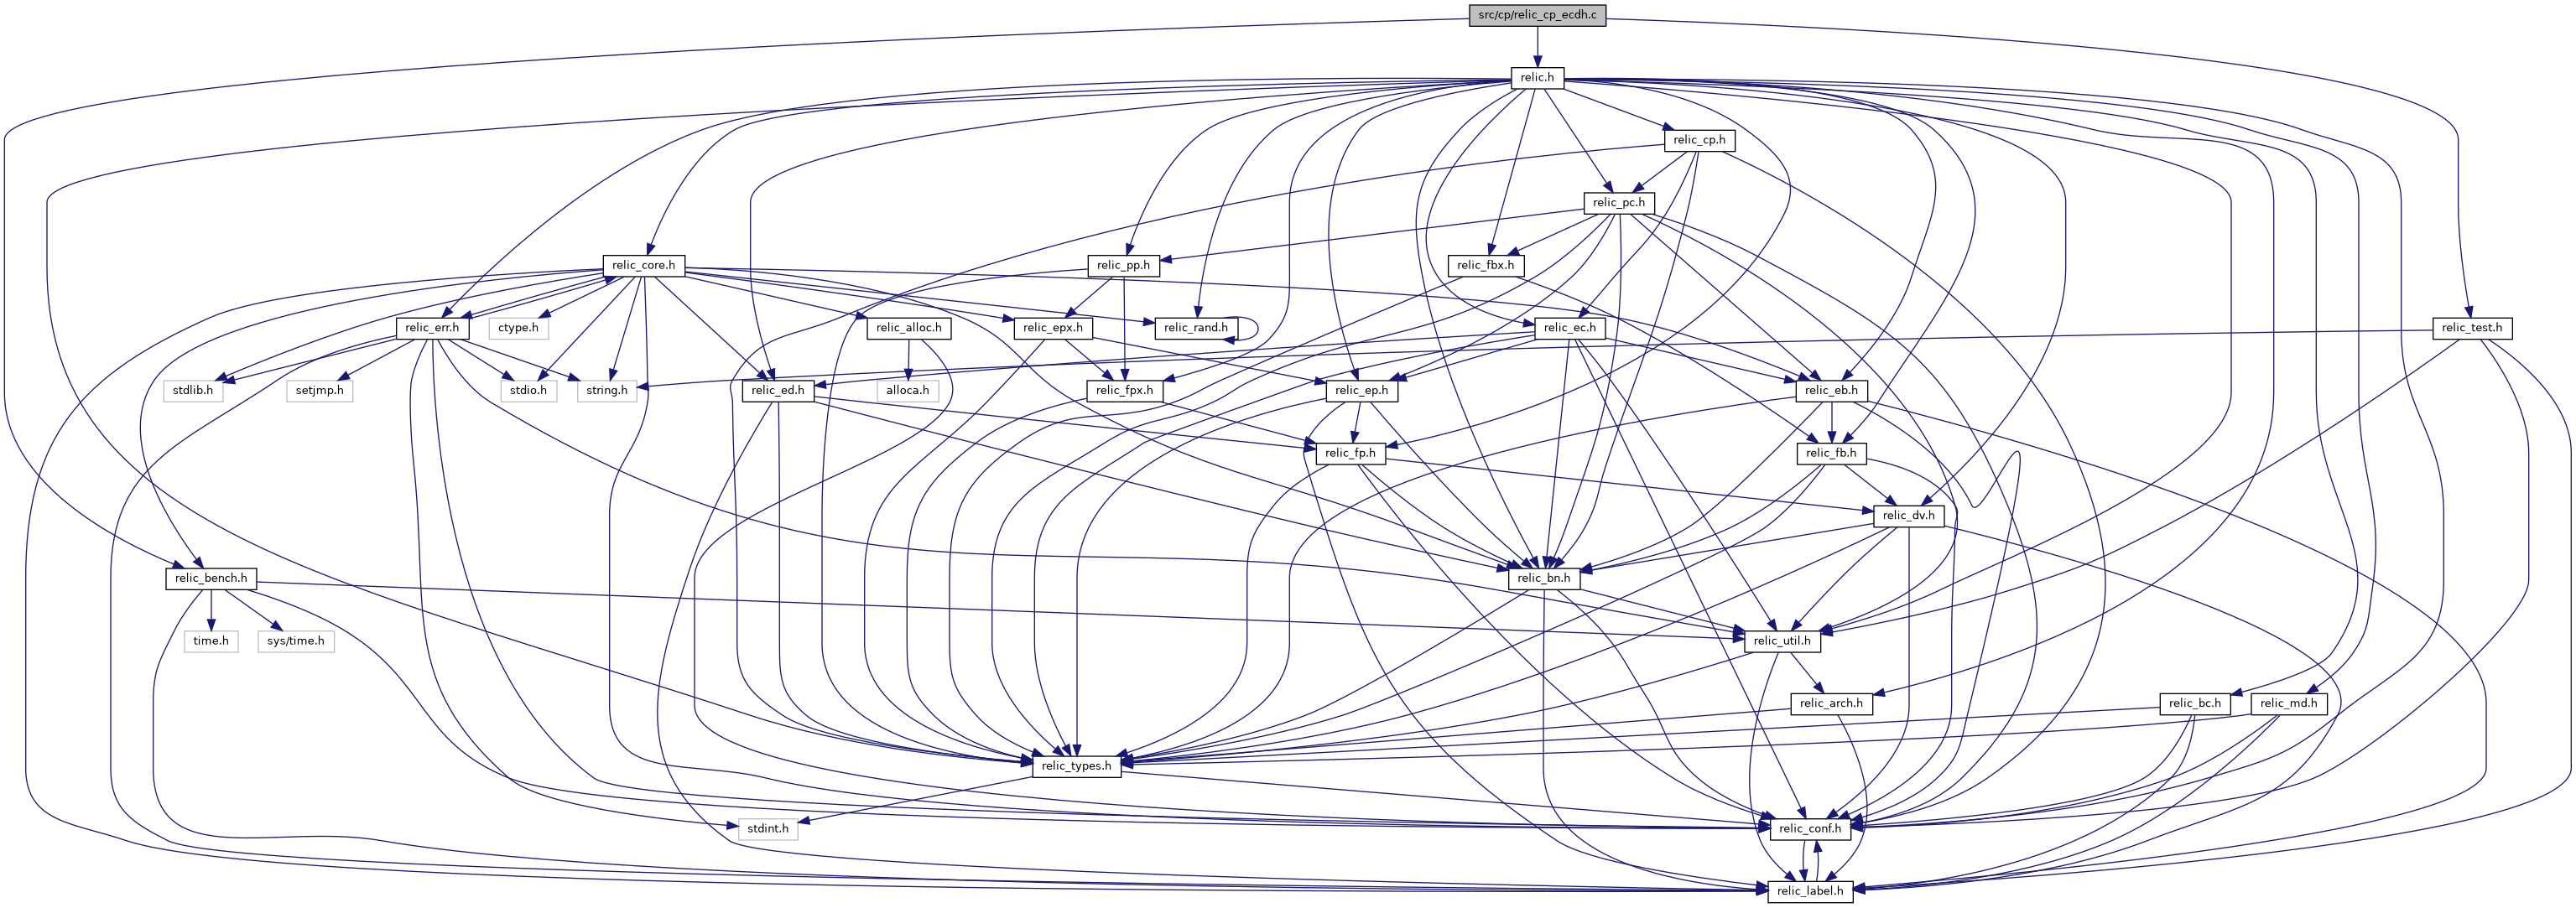 src/cp/relic_cp_ecdh.c
relic.h
relic_cp.h
relic_pc.h
relic_core.h
relic_pp.h
relic_fbx.h
relic_err.h
ctype.h
relic_alloc.h
relic_epx.h
relic_rand.h
relic_ec.h
relic_test.h
stdlib.h
setjmp.h
stdio.h
string.h
relic_ed.h
alloca.h
relic_fpx.h
relic_ep.h
relic_eb.h
relic_fp.h
relic_fb.h
relic_dv.h
relic_bench.h
relic_bn.h
time.h
sys/time.h
relic_util.h
relic_arch.h
relic_bc.h
relic_md.h
relic_types.h
stdint.h
relic_conf.h
relic_label.h